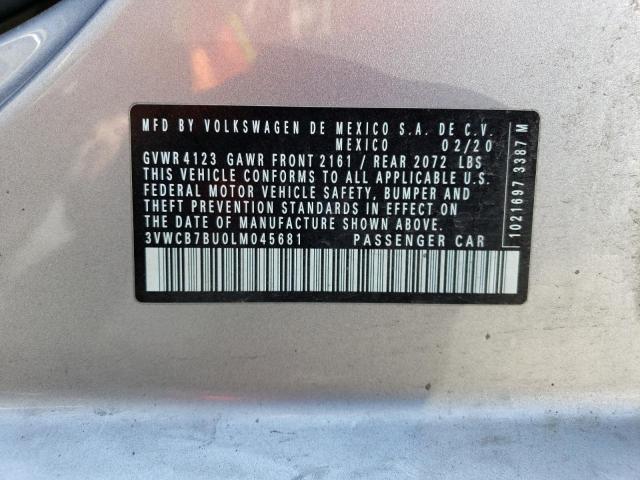 MFD BY VOLKSWAGEN DE MEXICO S.A. DE C.V.
MEXICO 02/20
GVWR 4123 GAWR FRONT 2161 / REAR 2072 LBS
THIS VEHICLE CONFORMS TO ALL APPLICABLE U.S.
FEDERAL MOTOR VEHICLE SAFETY, BUMPER AND
THEFT PREVENTION STANDARDS IN EFFECT ON
THE DATE OF MANUFACTURE SHOWN ABOVE.
3VWCB7BU0LM045681 PASSENGER CAR
1021697 3387 M